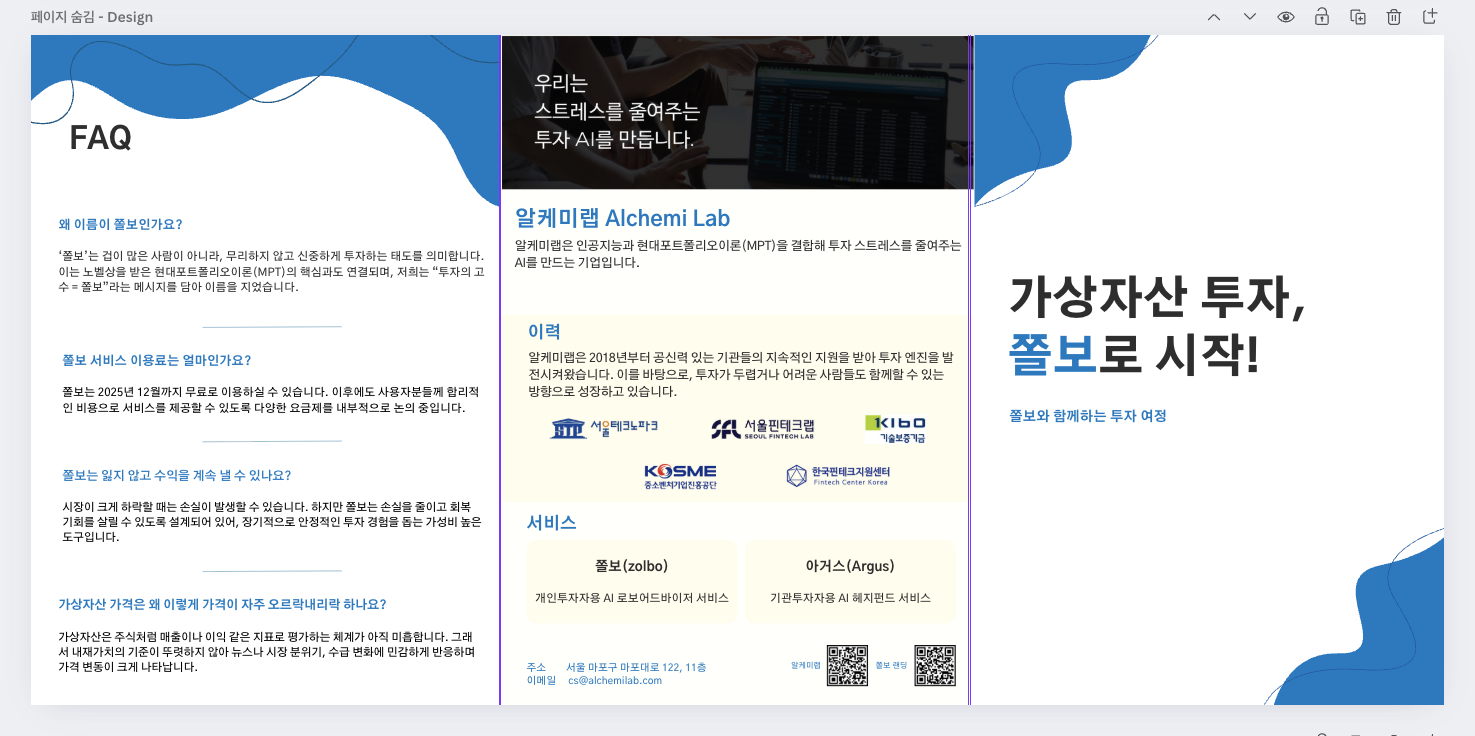 페이지 숨김 - Design
FAQ
왜 이름이 쫄보인가요?
‘쫄보’는 겁이 많은 사람이 아니라, 무리하지 않고 신중하게 투자하는 태도를 의미합니다.
이는 노벨상을 받은 현대포트폴리오이론(MPT)의 핵심과도 연결되며, 저희는 “투자의 고
수 = 쫄보”라는 메시지를 담아 이름을 지었습니다.
쫄보 서비스 이용료는 얼마인가요?
쫄보는 2025년 12월까지 무료로 이용하실 수 있습니다. 이후에도 사용자분들께 합리적
인 비용으로 서비스를 제공할 수 있도록 다양한 요금제를 내부적으로 논의 중입니다.
쫄보는 잃지 않고 수익을 계속 낼 수 있나요?
시장이 크게 하락할 때는 손실이 발생할 수 있습니다. 하지만 쫄보는 손실을 줄이고 회복
기회를 살릴 수 있도록 설계되어 있어, 장기적으로 안정적인 투자 경험을 돕는 가성비 높은
도구입니다.
가상자산 가격은 왜 이렇게 가격이 자주 오르락내리락 하나요?
가상자산은 주식처럼 매출이나 이익 같은 지표로 평가하는 체계가 아직 미흡합니다. 그래
서 내재가치의 기준이 뚜렷하지 않아 뉴스나 시장 분위기, 수급 변화에 민감하게 반응하며
가격 변동이 크게 나타납니다.
우리는
스트레스를 줄여주는
투자 AI를 만듭니다.
알케미랩 Alchemi Lab
알케미랩은 인공지능과 현대포트폴리오이론(MPT)을 결합해 투자 스트레스를 줄여주는
AI를 만드는 기업입니다.
이력
알케미랩은 2018년부터 공신력 있는 기관들의 지속적인 지원을 받아 투자 엔진을 발
전시켜왔습니다. 이를 바탕으로, 투자가 두렵거나 어려운 사람들도 함께할 수 있는
방향으로 성장하고 있습니다.
STP 서울테크노파크
SFL 서울핀테크랩
SEOUL FINTECH LAB
KIBO
기술보증기금
KOSME
중소벤처기업진흥공단
한국핀테크지원센터
Fintech Center Korea
서비스
쫄보(zolbo)
개인투자자용 AI 로보어드바이저 서비스
아거스(Argus)
기관투자자용 AI 헤지펀드 서비스
주소 서울 마포구 마포대로 122, 11층
이메일 cs@alchemilab.com
알케미랩
쫄보 랜딩
가상자산 투자,
쫄보로 시작!
쫄보와 함께하는 투자 여정